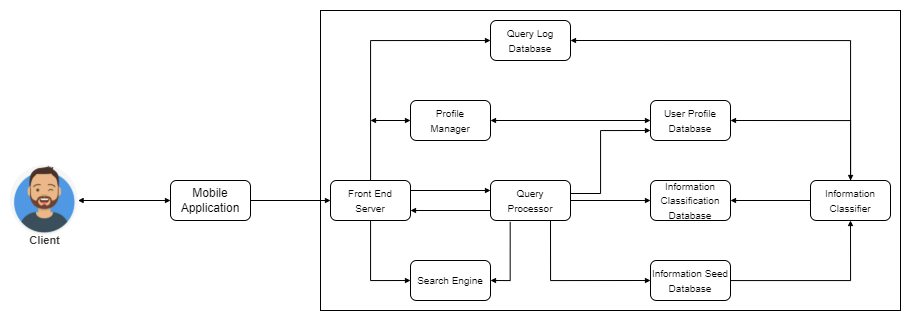 Query Log
Database
Profile
Manager
User Profile
Database
Mobile
Application
Front End
Server
Query
Processor
Information
Classification
Database
Information
Classifier
Client
Search Engine
Information Seed
Database